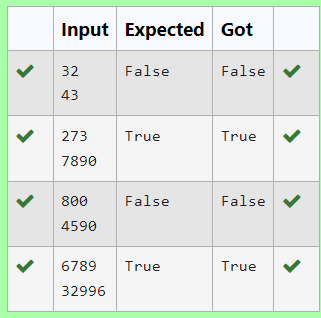 Input Expected Got
32 False False
43
273 True True
7890
800 False False
4590
6789 True True
32996